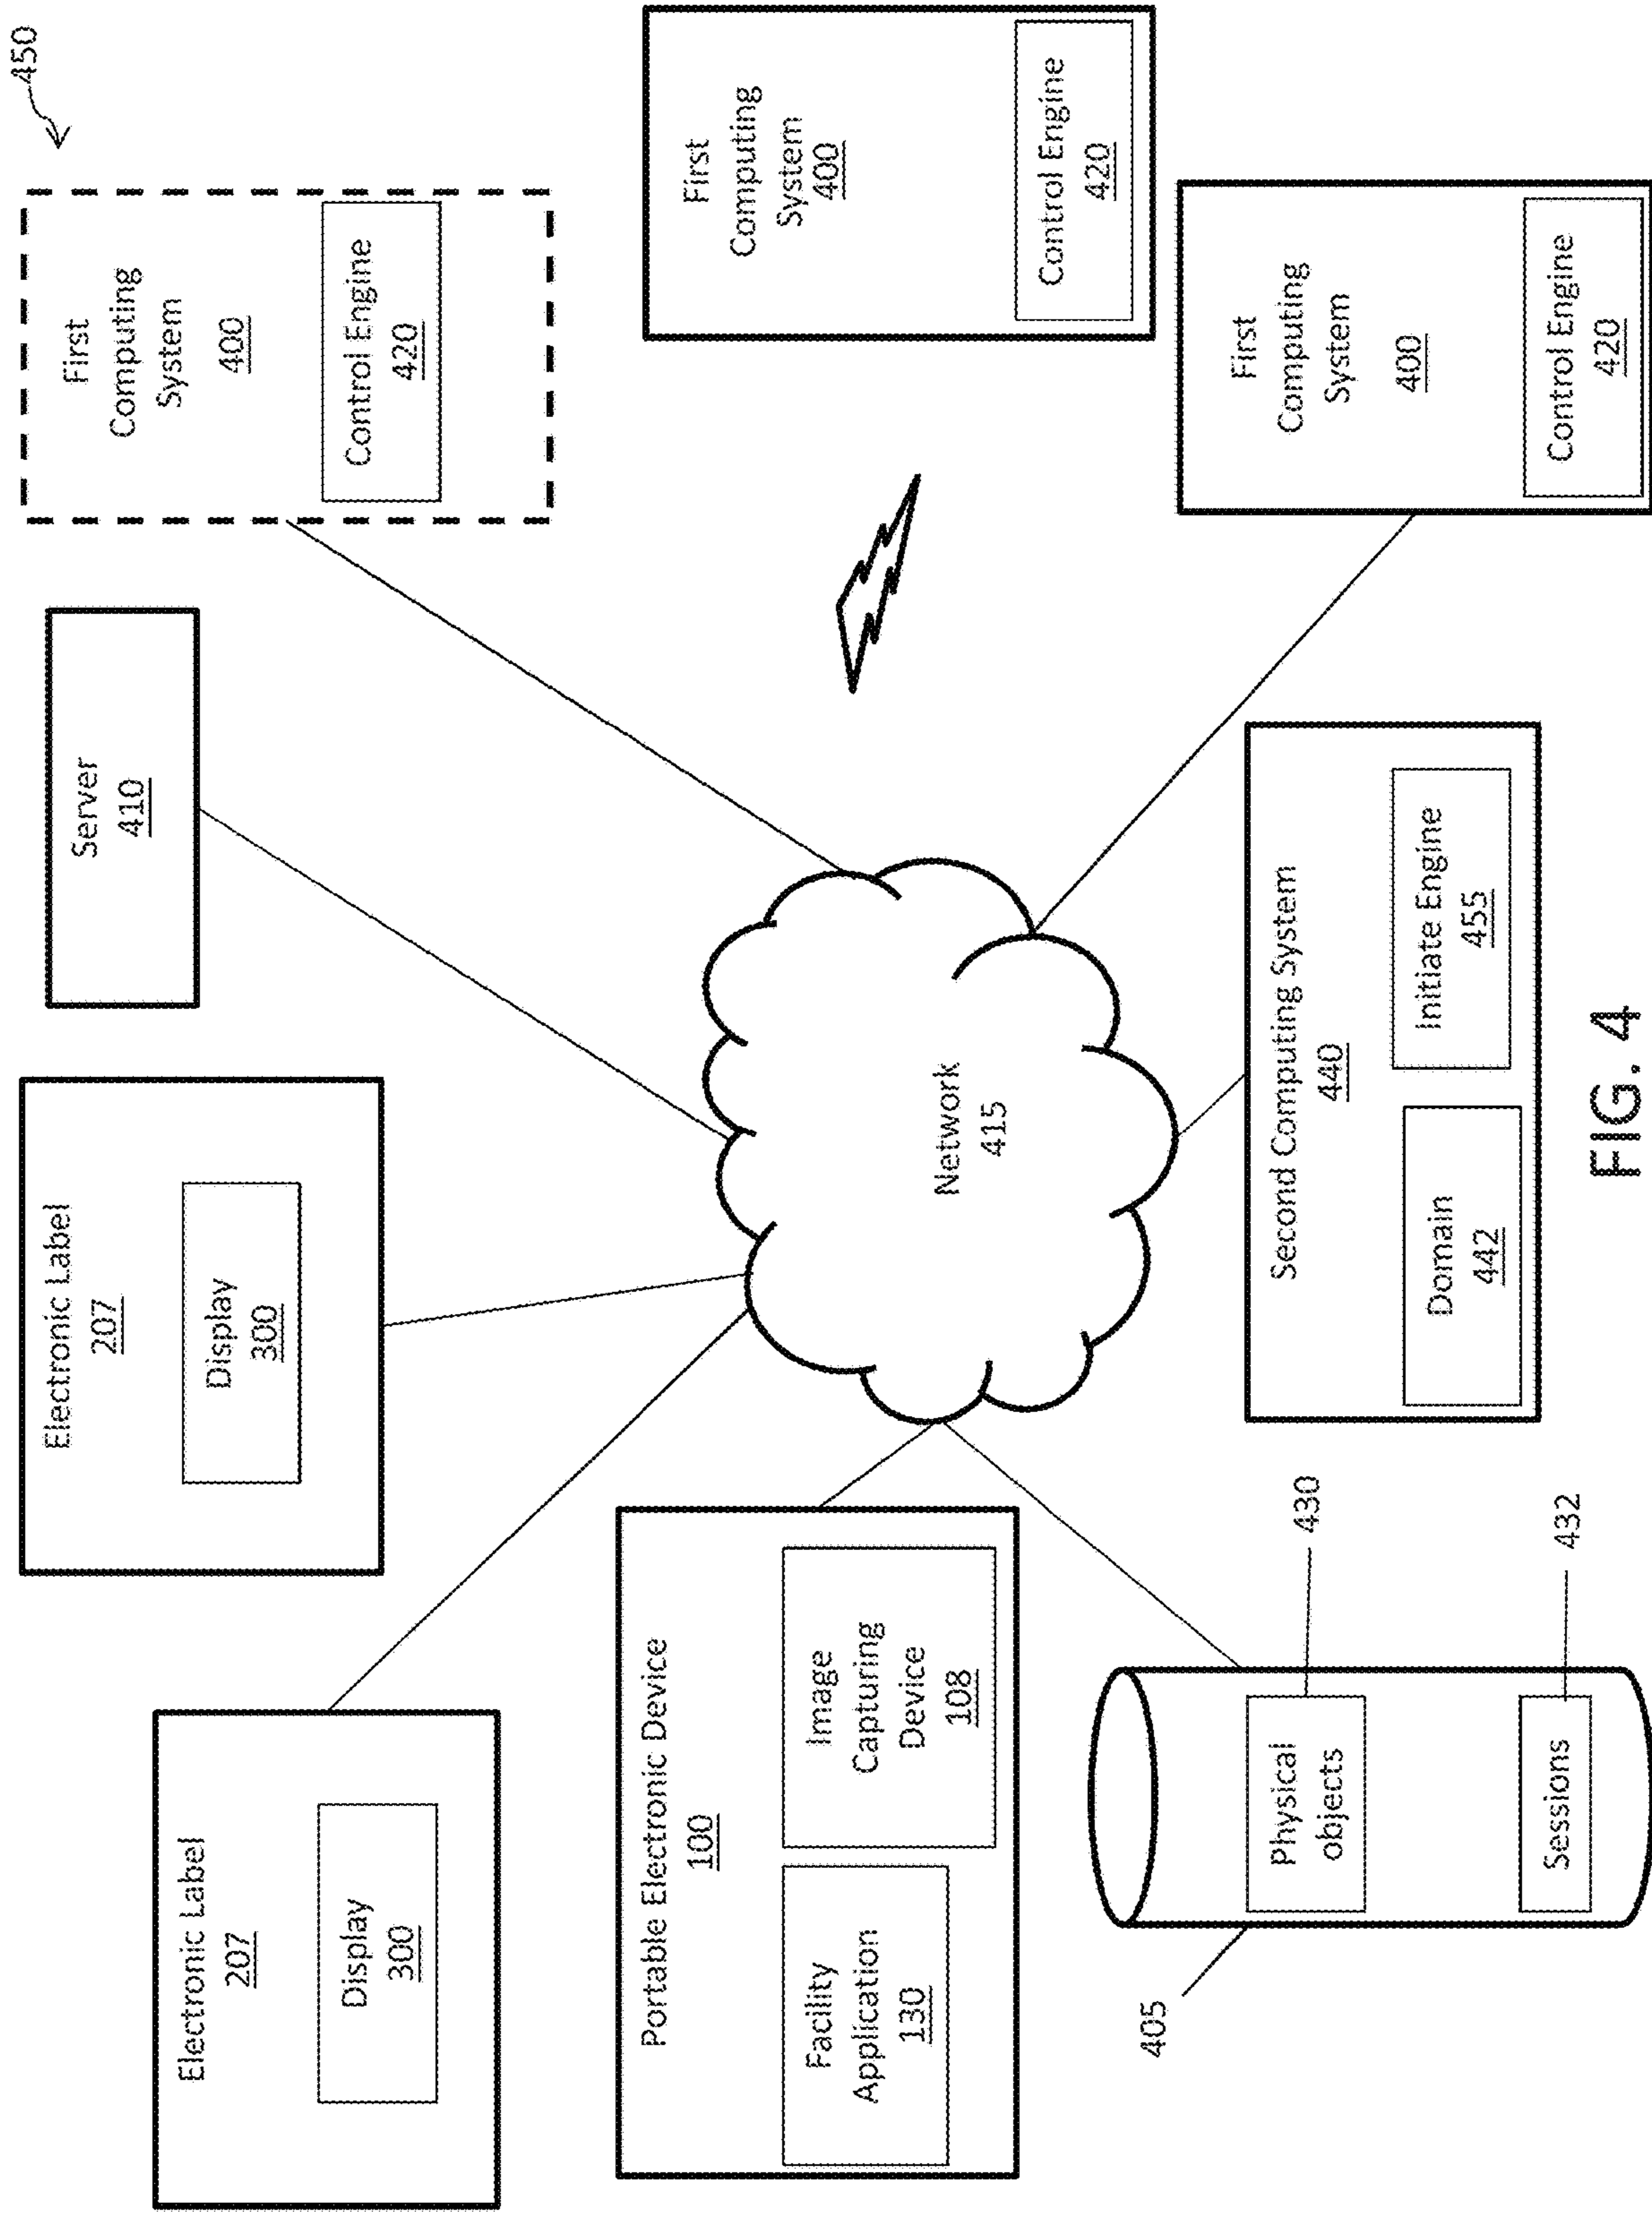 450
Electronic Label
207
Display
300
Electronic Label
207
Display
300
Server
410
First
Computing
System
400
Control Engine
420
Portable Electronic Device
100
Facility
Application
130
Image
Capturing
Device
108
Network
415
First
Computing
System
400
Control Engine
420
405
Physical
objects
430
Sessions
432
Second Computing System
440
Domain
442
Initiate Engine
455
First
Computing
System
400
Control Engine
420
FIG. 4